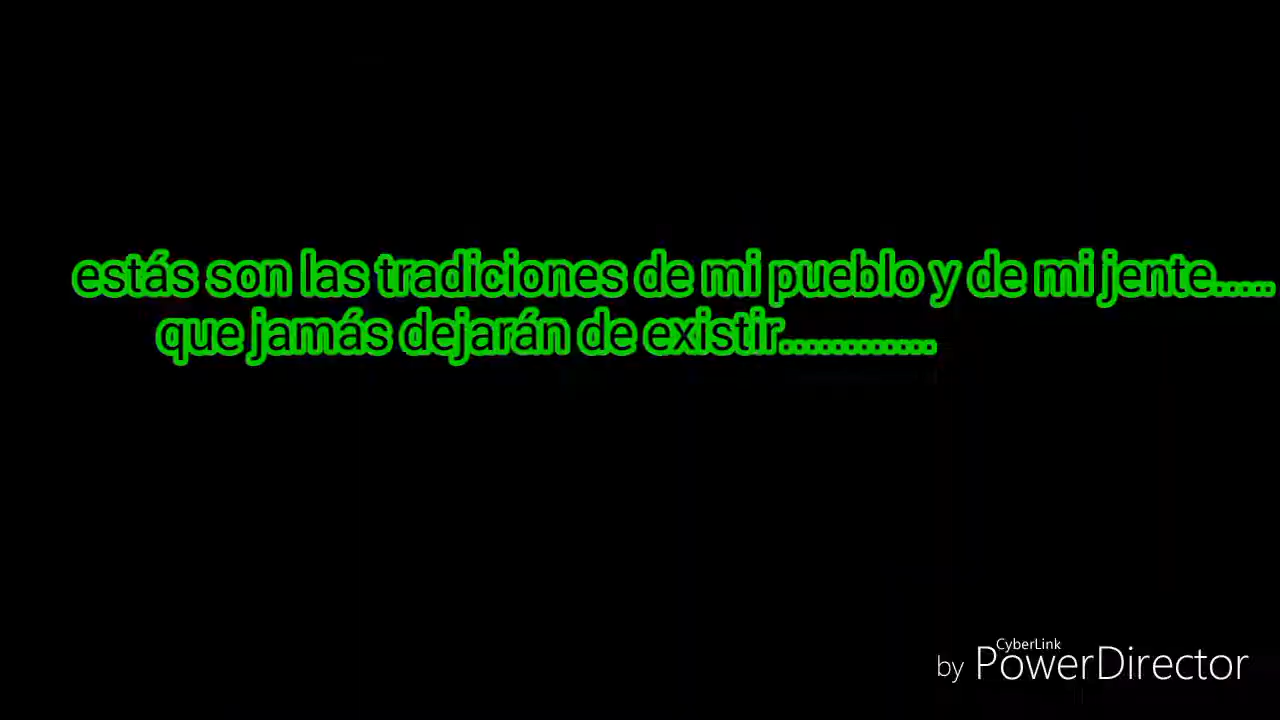 estás son las tradiciones de mi pueblo y de mi jente.....
que jamás dejarán de existir............
CyberLink
by PowerDirector